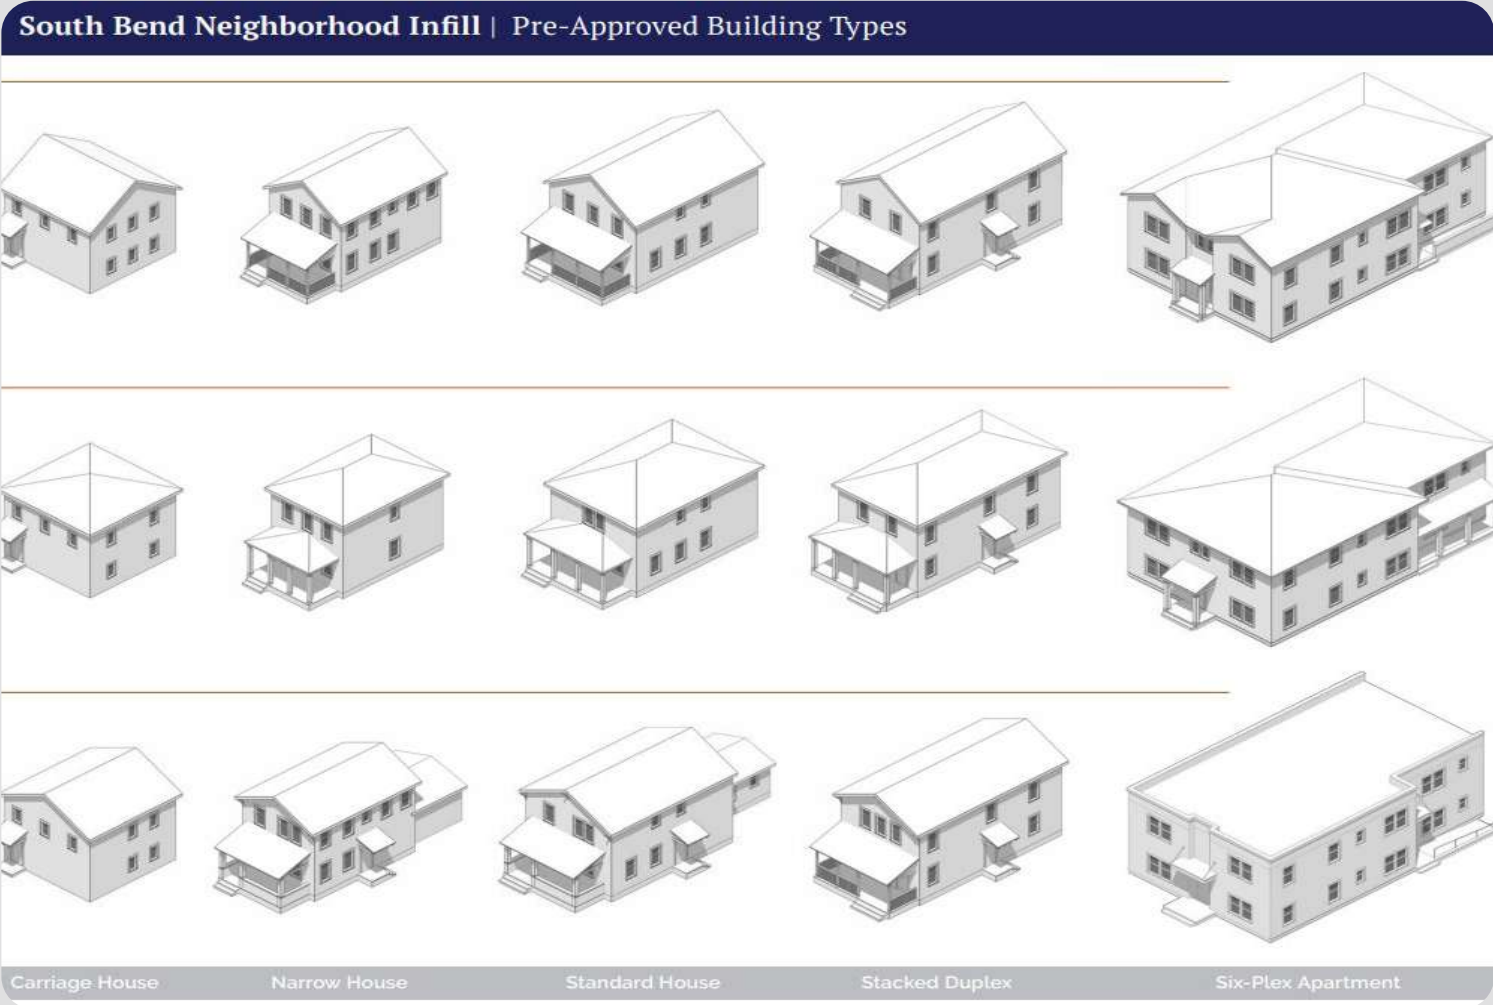 South Bend Neighborhood Infill | Pre-Approved Building Types
Carriage House
Narrow House
Standard House
Stacked Duplex
Six-Plex Apartment